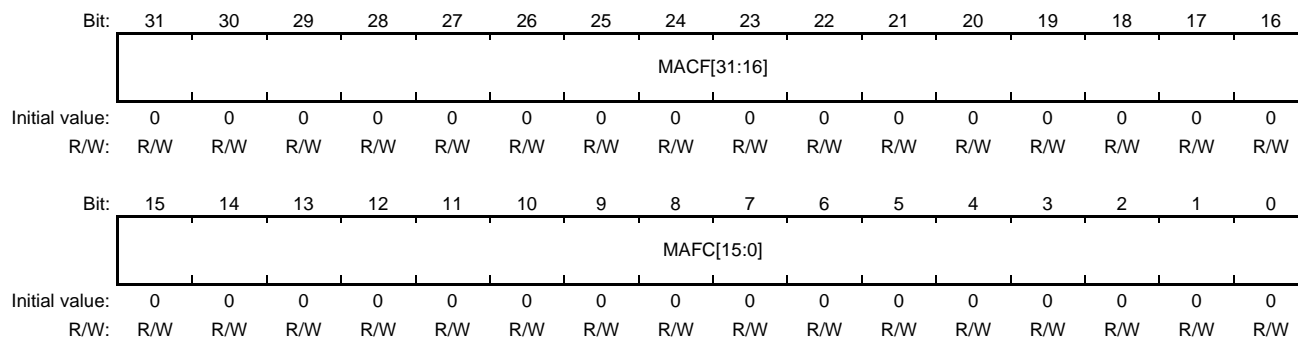 Bit: 31 30 29 28 27 26 25 24 23 22 21 20 19 18 17 16
MACF[31:16]
Initial value: 0 0 0 0 0 0 0 0 0 0 0 0 0 0 0 0
R/W: R/W R/W R/W R/W R/W R/W R/W R/W R/W R/W R/W R/W R/W R/W R/W R/W
Bit: 15 14 13 12 11 10 9 8 7 6 5 4 3 2 1 0
MAFC[15:0]
Initial value: 0 0 0 0 0 0 0 0 0 0 0 0 0 0 0 0
R/W: R/W R/W R/W R/W R/W R/W R/W R/W R/W R/W R/W R/W R/W R/W R/W R/W